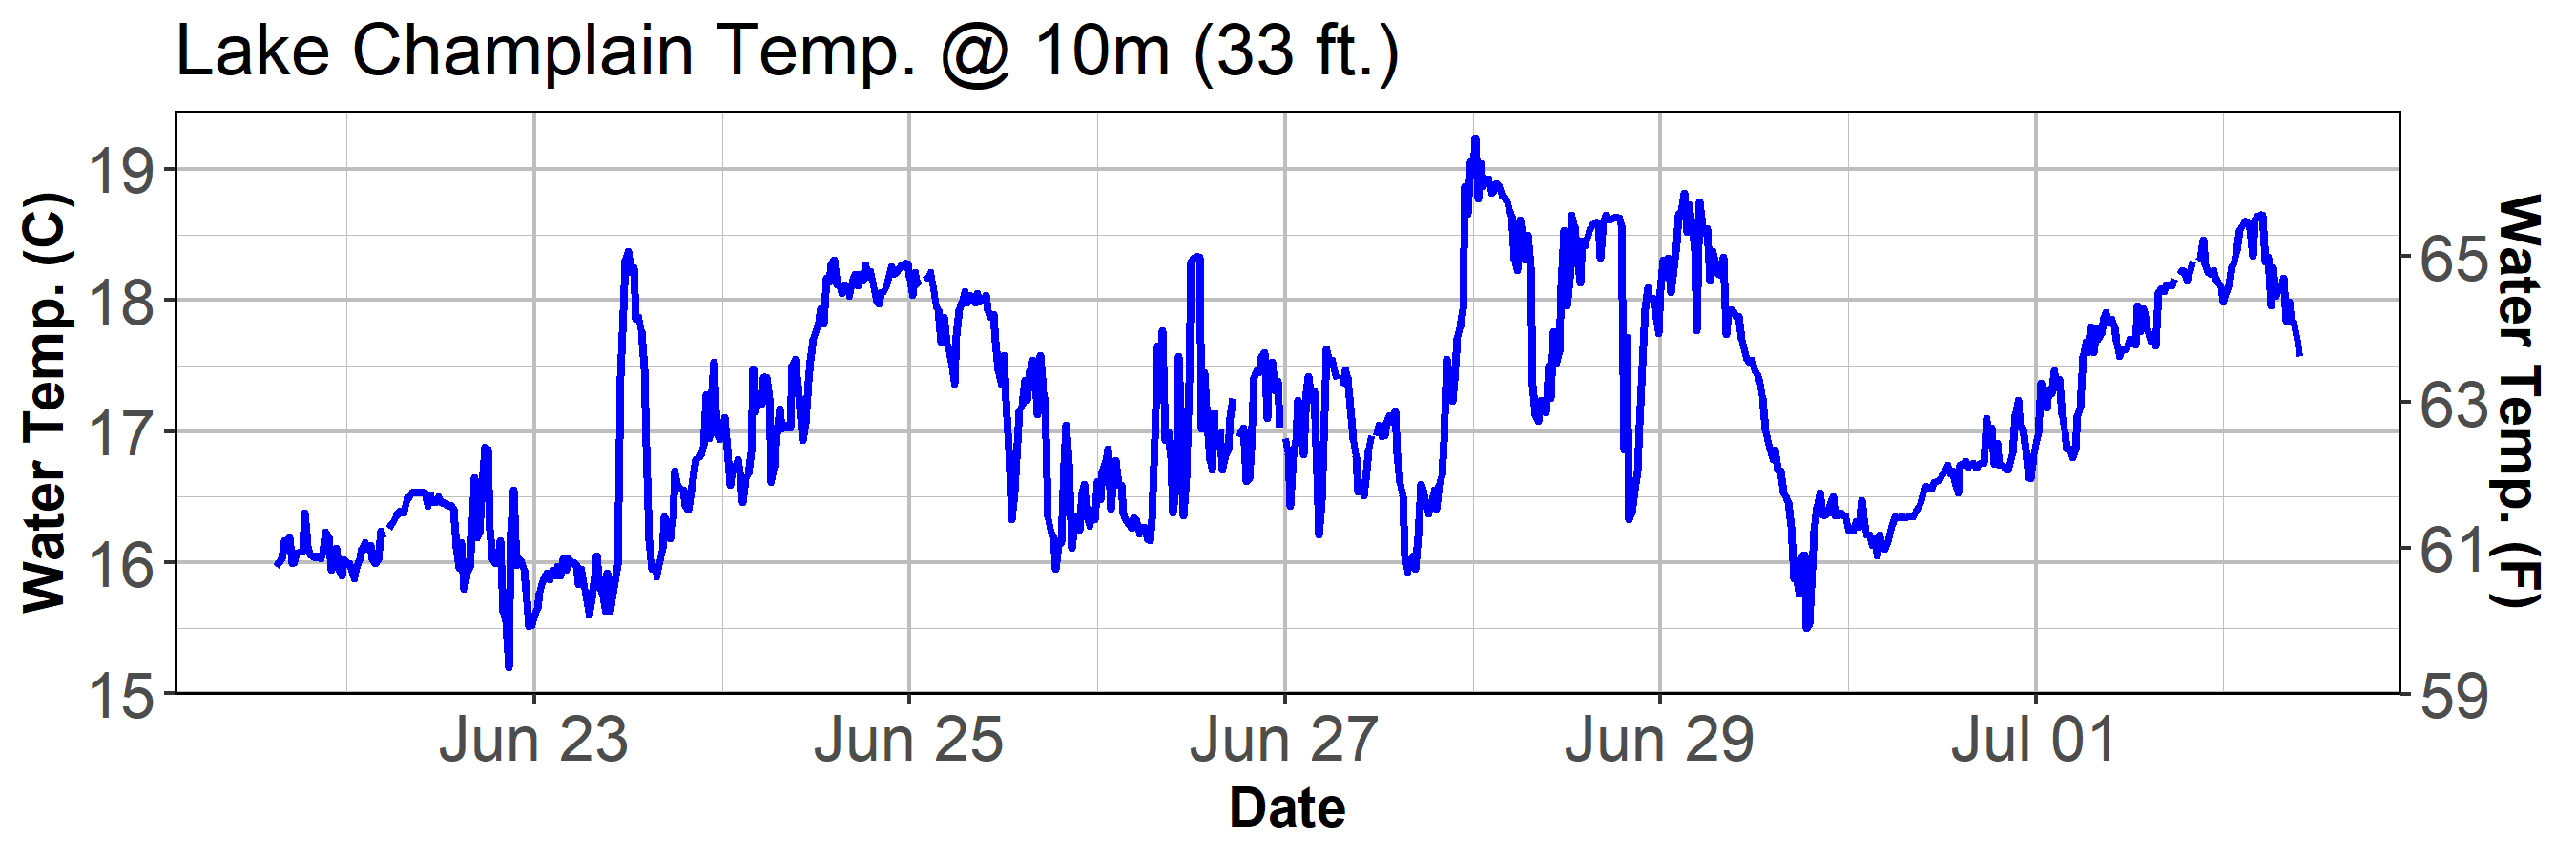 Lake Champlain Temp. @ 10m (33 ft.)
Water Temp. (C)
19
18
17
16
15
Water Temp. (F)
65
63
61
59
Jun 23 Jun 25 Jun 27 Jun 29 Jul 01
Date